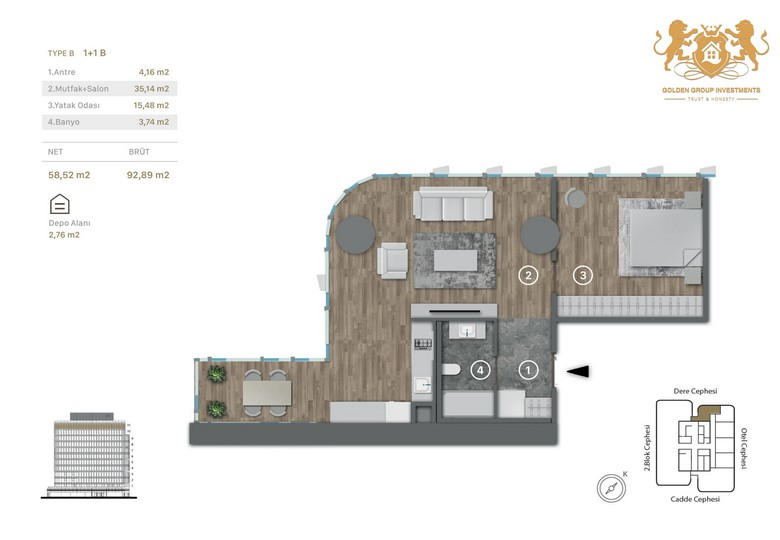 TYPE B 1+1 B
1.Antre 4,16 m2
2.Mutfak+Salon 35,14 m2
3.Yatak Odası 15,48 m2
4.Banyo 3,74 m2
NET BRÜT
58,52 m2 92,89 m2
Depo Alanı
2,76 m2
GOLDEN GROUP INVESTMENTS
TRUST & HONESTY
2
3
4
1
Dere Cephesi
2.Blok Cephesi
Otel Cephesi
Cadde Cephesi
K